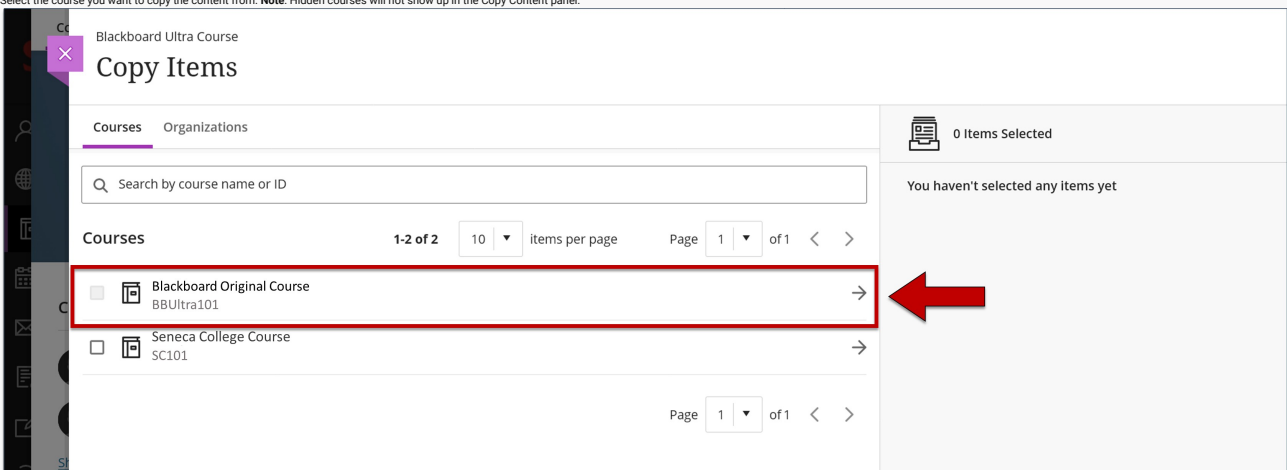 Select the course you want to copy the content from. Note: Hidden courses will not show up in the Copy Content panel.
Blackboard Ultra Course
Copy Items
Courses Organizations
0 Items Selected
Search by course name or ID
You haven't selected any items yet
Courses 1-2 of 2 10 items per page Page 1 of 1
Blackboard Original Course
BBUltra101
Seneca College Course
SC101
Page 1 of 1